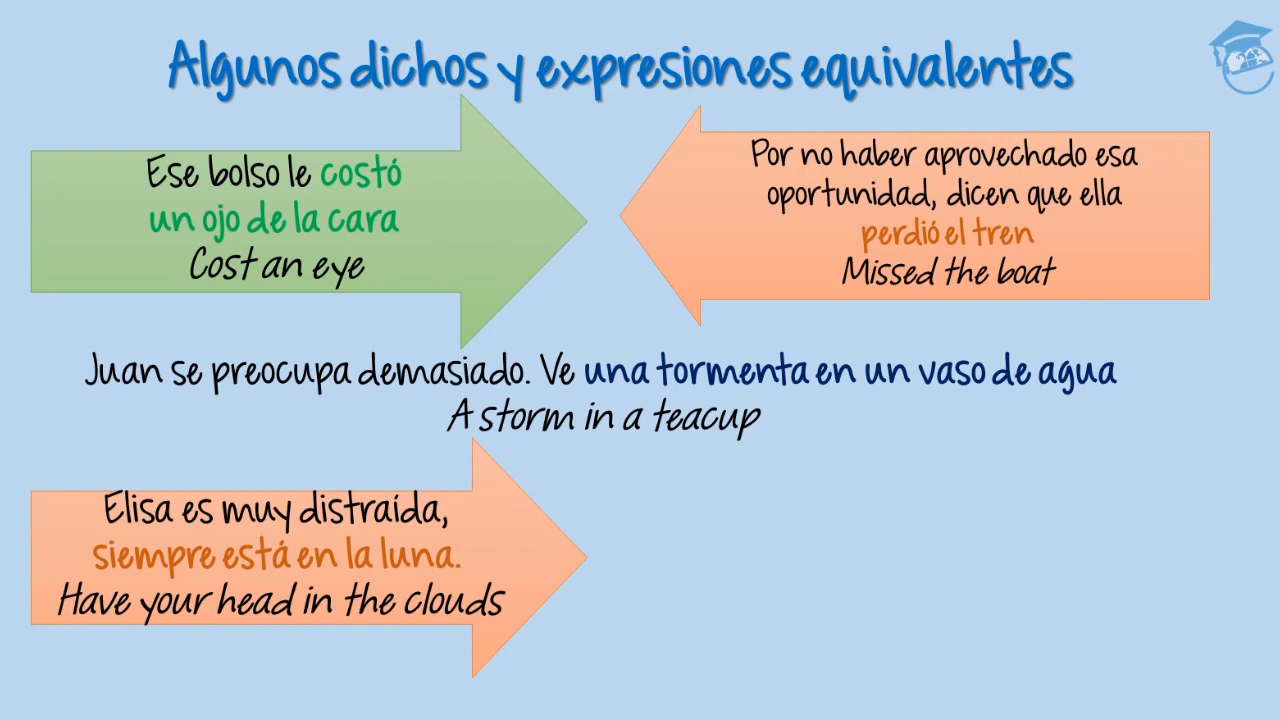 Algunos dichos y expresiones equivalentes
Ese bolso le costó
un ojo de la cara
Cost an eye
Por no haber aprovechado esa
oportunidad, dicen que ella
perdió el tren
Missed the boat
Juan se preocupa demasiado. Ve una tormenta en un vaso de agua
A storm in a teacup
Elisa es muy distraída,
siempre está en la luna.
Have your head in the clouds